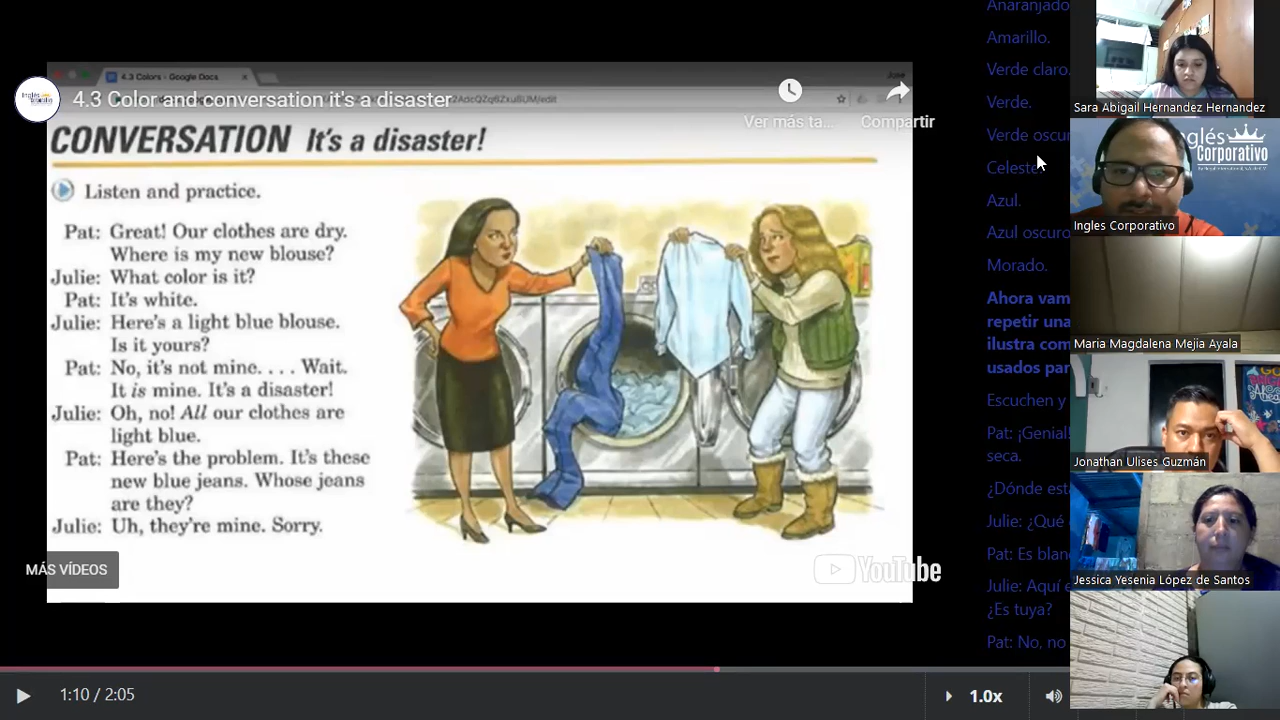 4.3 Colors - Google Docs
4.3 Color and conversation it's a disaster
Ver más ta...
Compartir
CONVERSATION It's a disaster!
Listen and practice.
Pat: Great! Our clothes are dry.
Where is my new blouse?
Julie: What color is it?
Pat: It's white.
Julie: Here's a light blue blouse.
Is it yours?
Pat: No, it's not mine. . . . Wait.
It is mine. It's a disaster!
Julie: Oh, no! All our clothes are
light blue.
Pat: Here's the problem. It's these
new blue jeans. Whose jeans
are they?
Julie: Uh, they're mine. Sorry.
MÁS VÍDEOS
YouTube
1:10 / 2:05
1.0x
Anaranjado
Amarillo.
Verde claro.
Verde.
Verde oscu
Celeste.
Azul.
Azul oscuro
Morado.
Ahora vam
repetir una
ilustra com
usados par
Escuchen y
Pat: ¡Genial!
seca.
¿Dónde est
Julie: ¿Qué
Pat: Es blan
Julie: Aquí e
¿Es tuya?
Pat: No, no
Sara Abigail Hernandez Hernandez
Inglés
Corporativo
Ingles Corporativo
Maria Magdalena Mejia Ayala
Jonathan Ulises Guzmán
Jessica Yesenia López de Santos